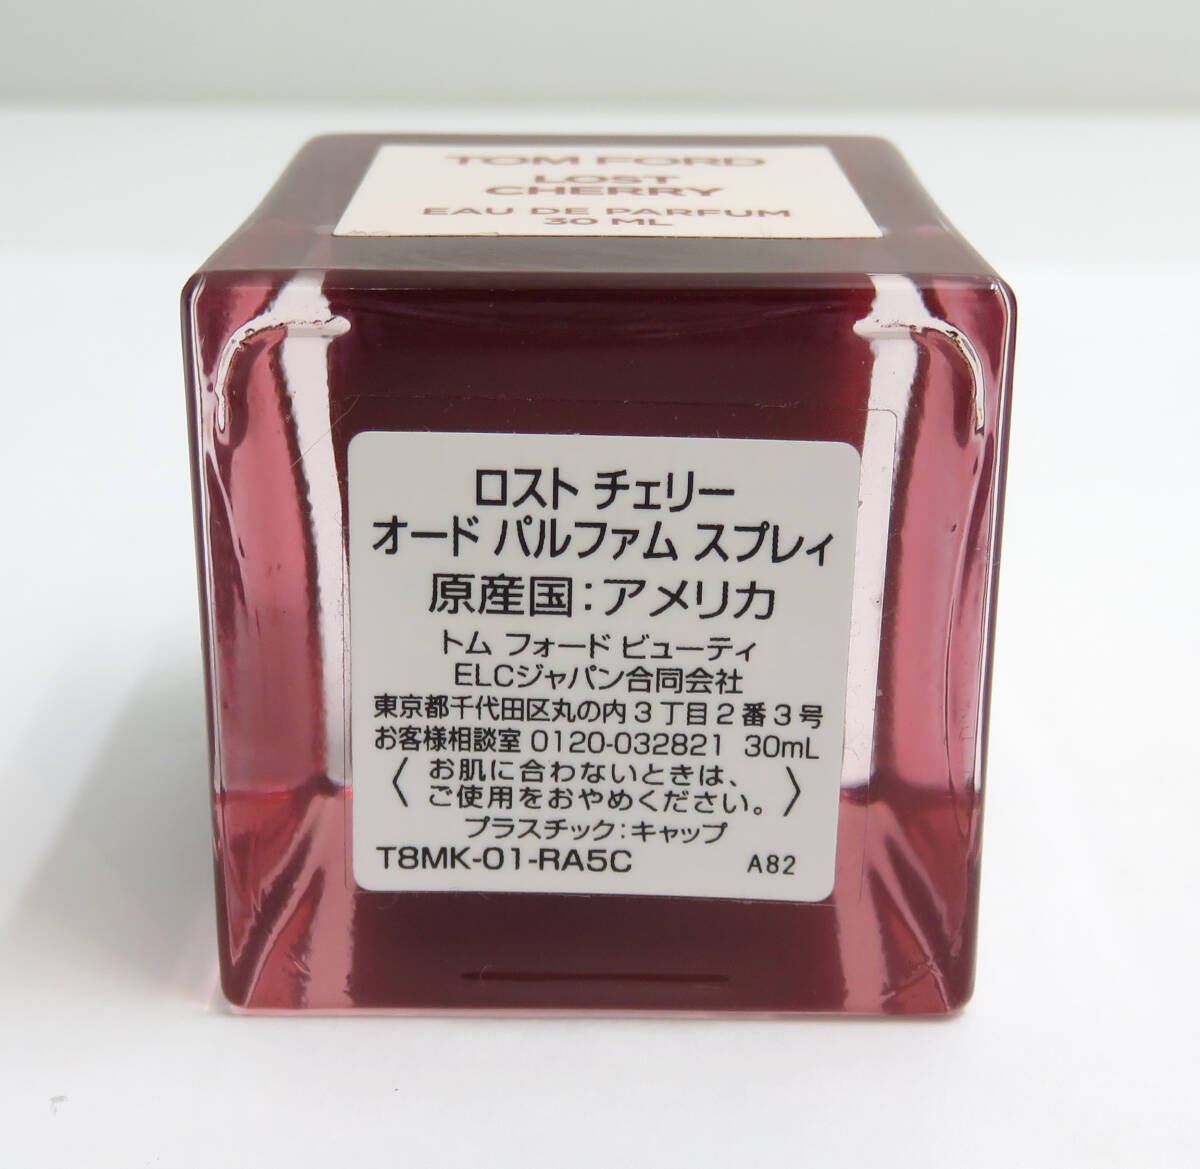 TOM FORD
LOST
CHERRY
EAU DE PARFUM
30 ML
ロスト チェリー
オード パルファム スプレィ
原産国：アメリカ
トム フォード ビューティ
ELCジャパン合同会社
東京都千代田区丸の内3丁目2番3号
お客様相談室 0120-032821 30mL
〈お肌に合わないときは、
ご使用をおやめください。〉
プラスチック：キャップ
T8MK-01-RA5C A82